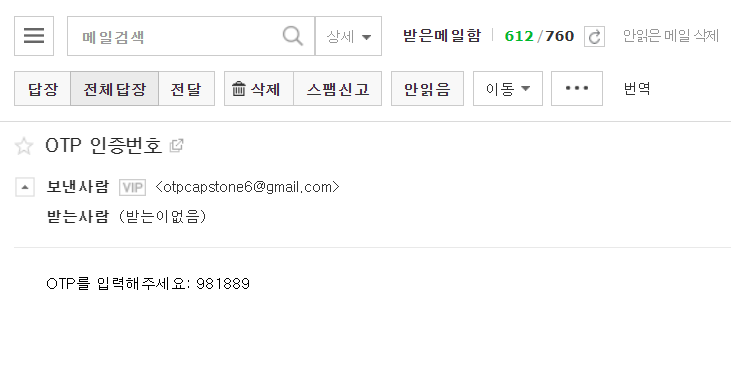 메일검색 상세 받은메일함 612/760 안읽은 메일 삭제
답장 전체답장 전달 삭제 스팸신고 안읽음 이동 ••• 번역
OTP 인증번호
보낸사람 VIP <otpcapstone6@gmail.com>
받는사람 (받는이없음)
OTP를 입력해주세요: 981889